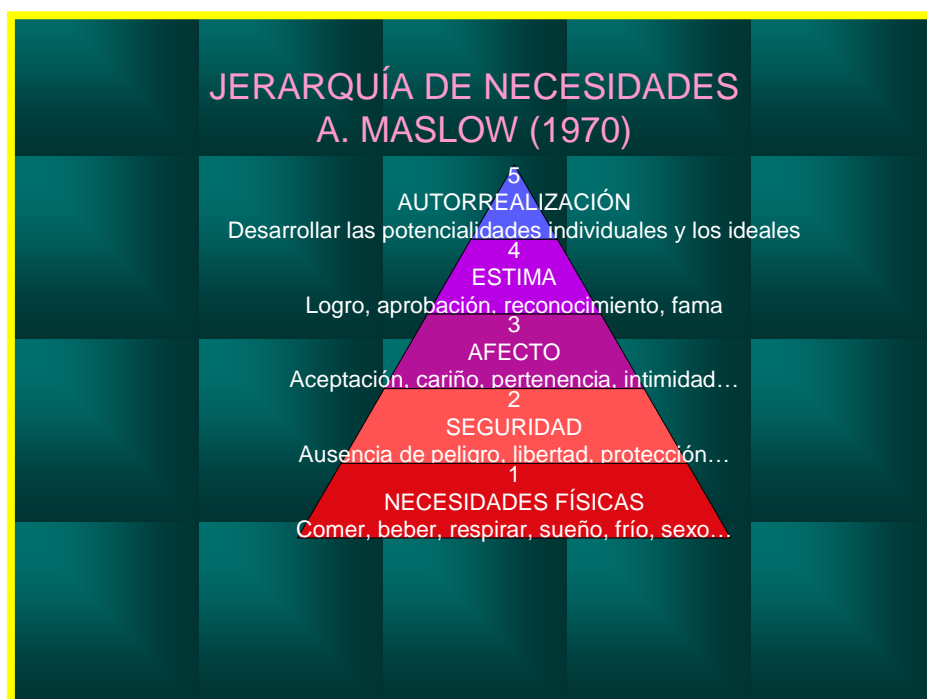 JERARQUÍA DE NECESIDADES
A. MASLOW (1970)
5
AUTORREALIZACIÓN
Desarrollar las potencialidades individuales y los ideales
4
ESTIMA
Logro, aprobación, reconocimiento, fama
3
AFECTO
Aceptación, cariño, pertenencia, intimidad…
2
SEGURIDAD
Ausencia de peligro, libertad, protección…
1
NECESIDADES FÍSICAS
Comer, beber, respirar, sueño, frío, sexo…